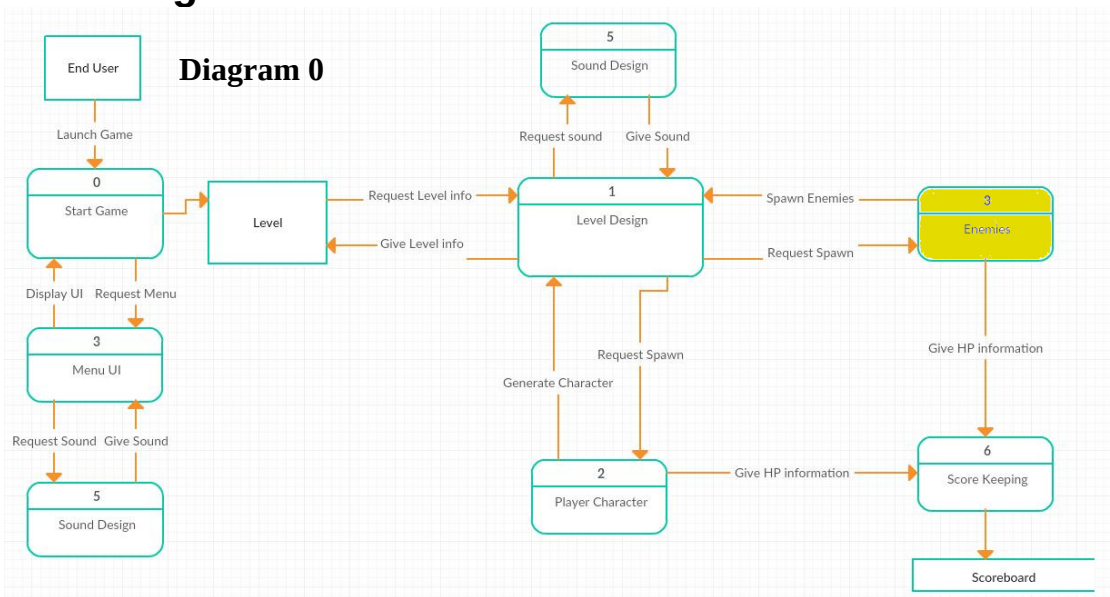 Diagram 0
End User
Launch Game
0
Start Game
Display UI
Request Menu
3
Menu UI
Request Sound
Give Sound
5
Sound Design
Level
Request Level info
Give Level info
5
Sound Design
Request sound
Give Sound
1
Level Design
Spawn Enemies
Request Spawn
3
Enemies
Request Spawn
Generate Character
2
Player Character
Give HP information
Give HP information
6
Score Keeping
Scoreboard